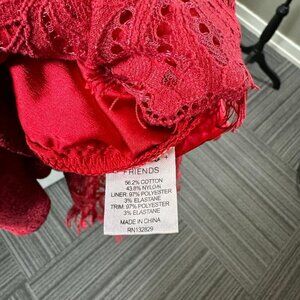 FRIENDS
56.2% COTTON
43.8% NYLON
LINER: 97% POLYESTER
3% ELASTANE
TRIM: 97% POLYESTER
3% ELASTANE
MADE IN CHINA
RN132829